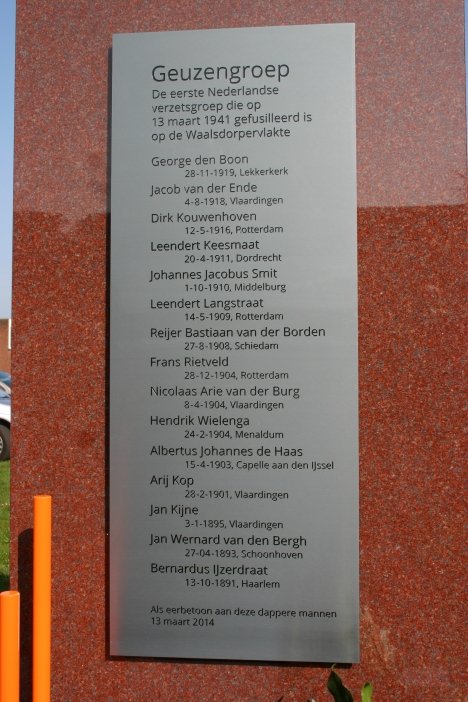 Geuzengroep
De eerste Nederlandse
verzetsgroep die op
13 maart 1941 gefusilleerd is
op de Waalsdorpervlakte
George den Boon
28-11-1919, Lekkerkerk
Jacob van der Ende
4-8-1918, Vlaardingen
Dirk Kouwenhoven
12-5-1916, Potterdam
Leendert Keesmaat
20-4-1911, Dordrecht
Johannes Jacobus Smit
1-10-1910, Middelburg
Leendert Langstraat
14-5-1909, Rotterdam
Reijer Bastiaan van der Borden
27-8-1908, Schiedam
Frans Rietveld
28-12-1904, Rotterdam
Nicolaas Arie van der Burg
8-4-1904, Vlaardingen
Hendrik Wielenga
24-2-1904, Menaldum
Albertus Johannes de Haas
15-4-1903, Capelle aan den IJssel
Arij Kop
28-2-1901, Vlaardingen
Jan Kijne
3-1-1895, Vlaardingen
Jan Wernard van den Bergh
27-04-1893, Schoonhoven
Bernardus IJzerdraat
13-10-1891, Haarlem
Als eerbetoon aan deze dappere mannen
13 maart 2014